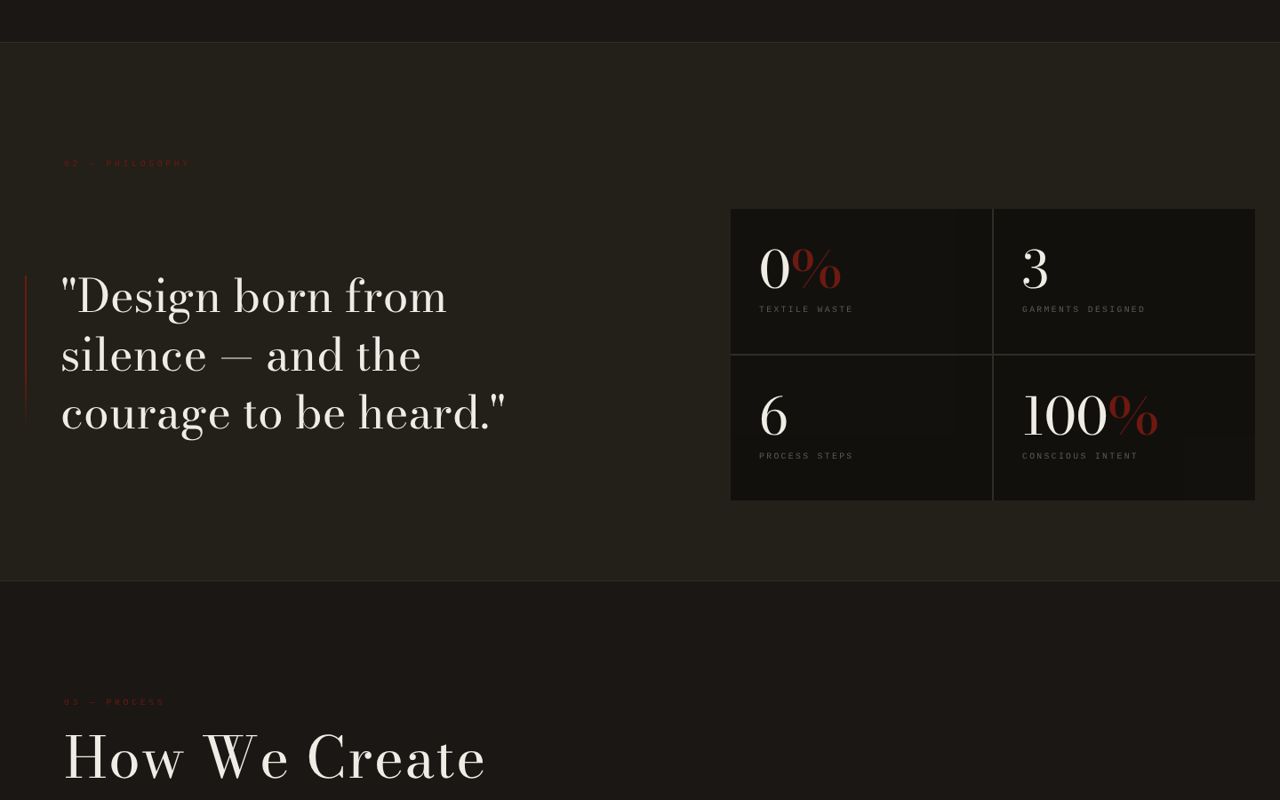 02 — PHILOSOPHY
"Design born from
silence — and the
courage to be heard."
0%
TEXTILE WASTE
3
GARMENTS DESIGNED
6
PROCESS STEPS
100%
CONSCIOUS INTENT
03 — PROCESS
How We Create